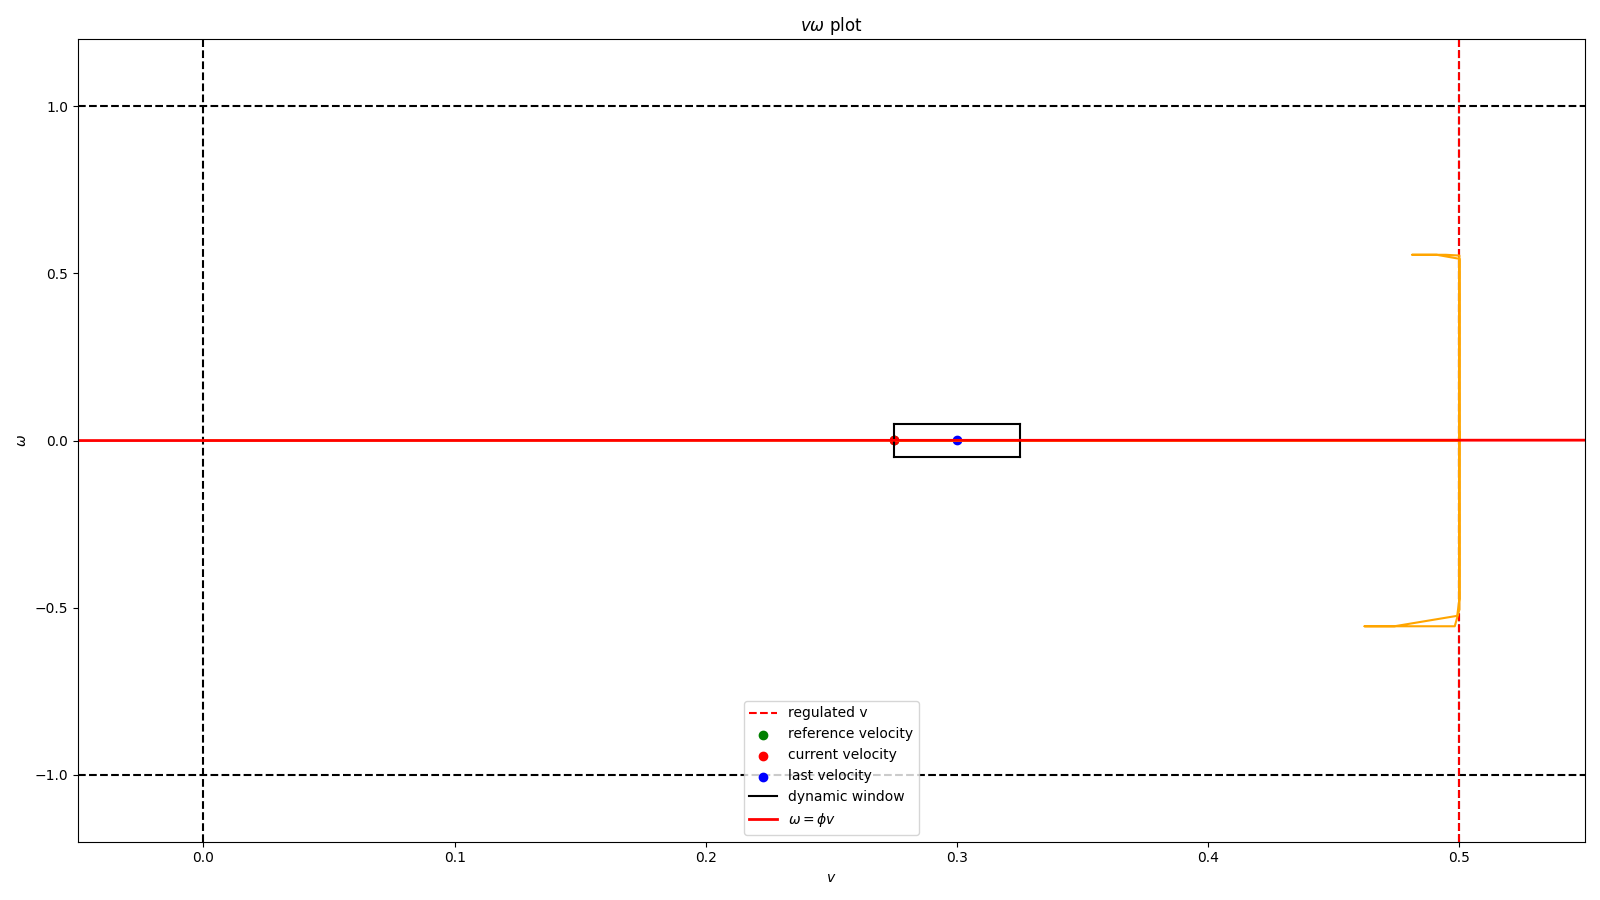 vω plot
1.0
0.5
0.0
−0.5
−1.0
ω
0.0
0.1
0.2
0.3
0.4
0.5
v
regulated v
reference velocity
current velocity
last velocity
dynamic window
ω = ϕv